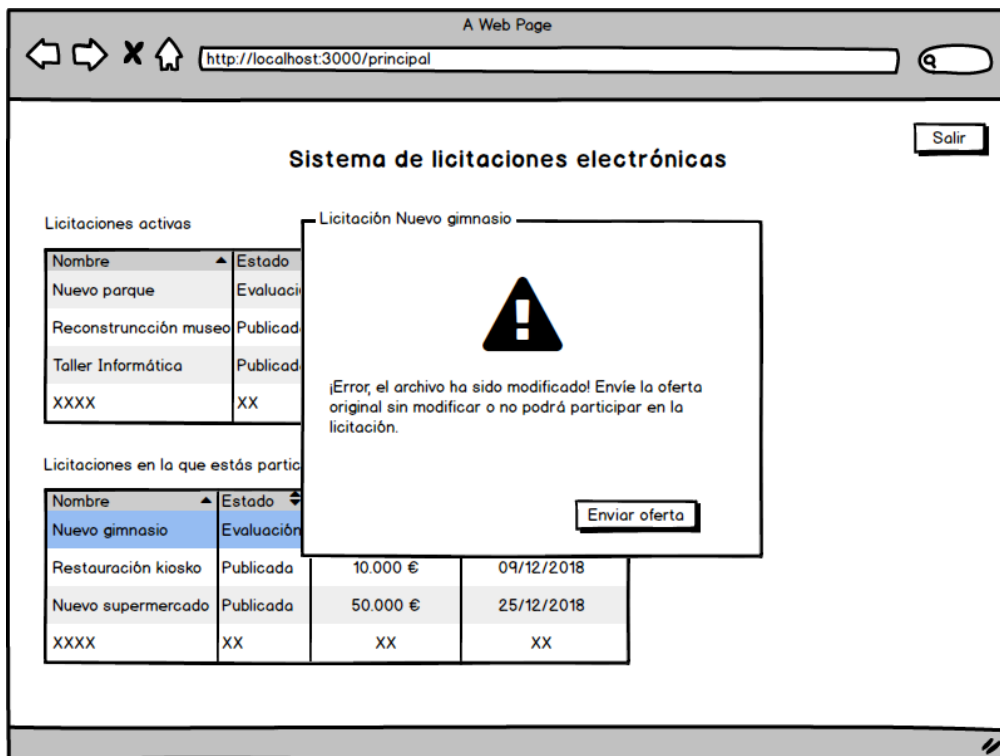 A Web Page
http://localhost:3000/principal
Salir
Sistema de licitaciones electrónicas
Licitaciones activas
Nombre Estado
Nuevo parque Evaluaci
Reconstruncción museo Publicad
Taller Informática Publicad
XXXX XX
Licitación Nuevo gimnasio
¡Error, el archivo ha sido modificado! Envíe la oferta
original sin modificar o no podrá participar en la
licitación.
Enviar oferta
Licitaciones en la que estás partic
Nombre Estado
Nuevo gimnasio Evaluación
Restauración kiosko Publicada 10.000 € 09/12/2018
Nuevo supermercado Publicada 50.000 € 25/12/2018
XXXX XX XX XX